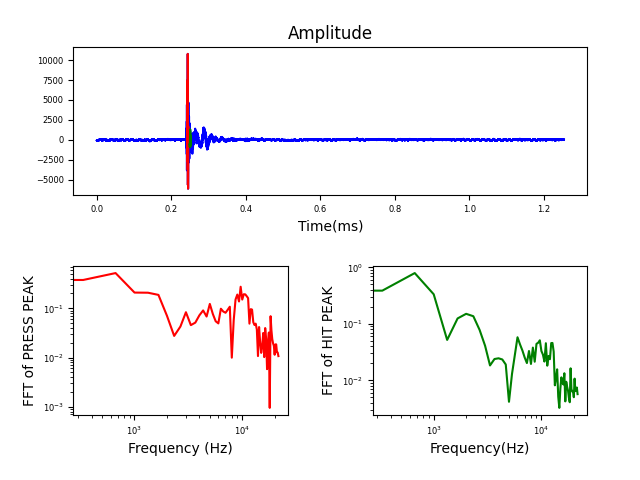 Amplitude
10000
7500
5000
2500
0
−2500
−5000
0.0 0.2 0.4 0.6 0.8 1.0 1.2
Time(ms)
FFT of PRESS PEAK
10⁻¹
10⁻²
10⁻³
10³ 10⁴
Frequency (Hz)
FFT of HIT PEAK
10⁰
10⁻¹
10⁻²
10³ 10⁴
Frequency(Hz)